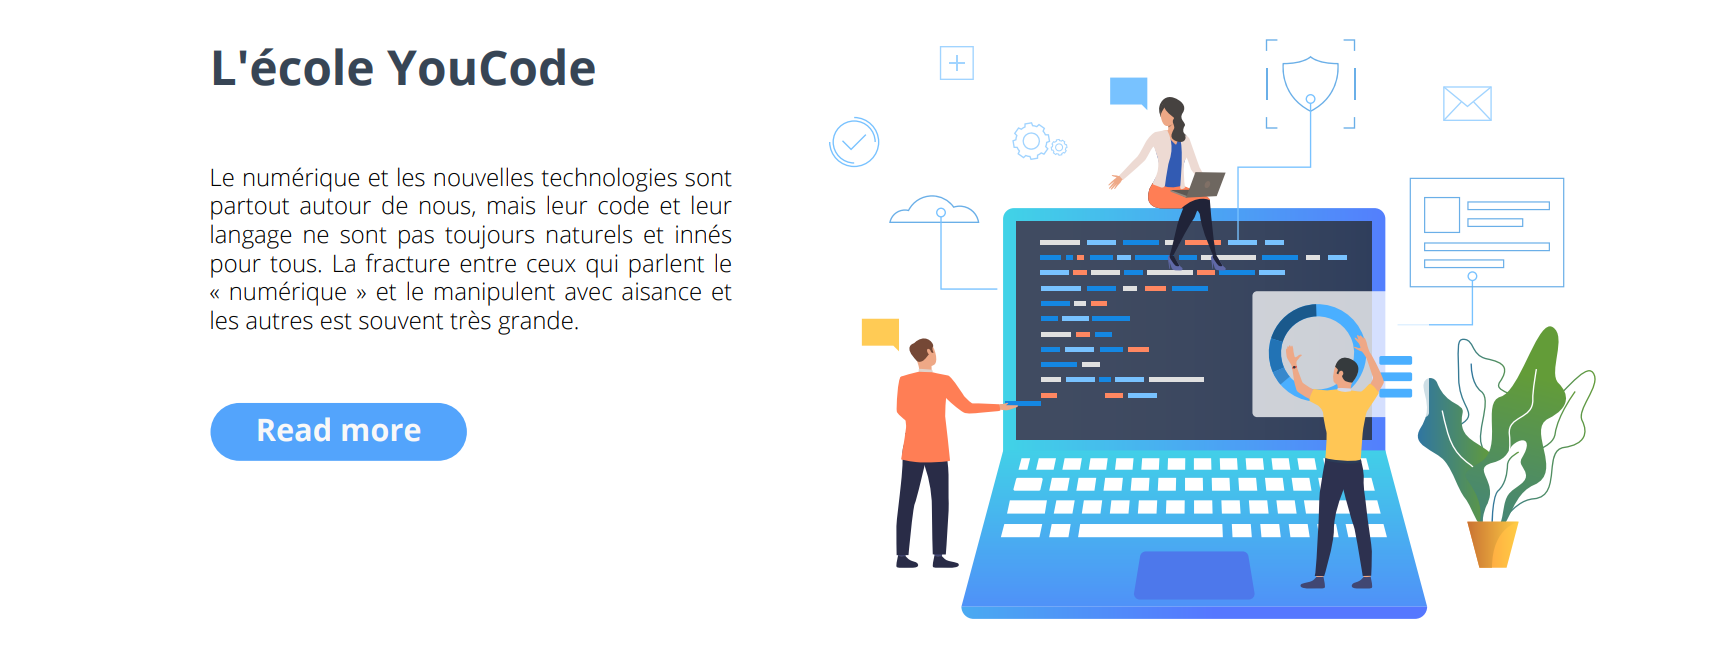 L'école YouCode
Le numérique et les nouvelles technologies sont
partout autour de nous, mais leur code et leur
langage ne sont pas toujours naturels et innés
pour tous. La fracture entre ceux qui parlent le
« numérique » et le manipulent avec aisance et
les autres est souvent très grande.
Read more